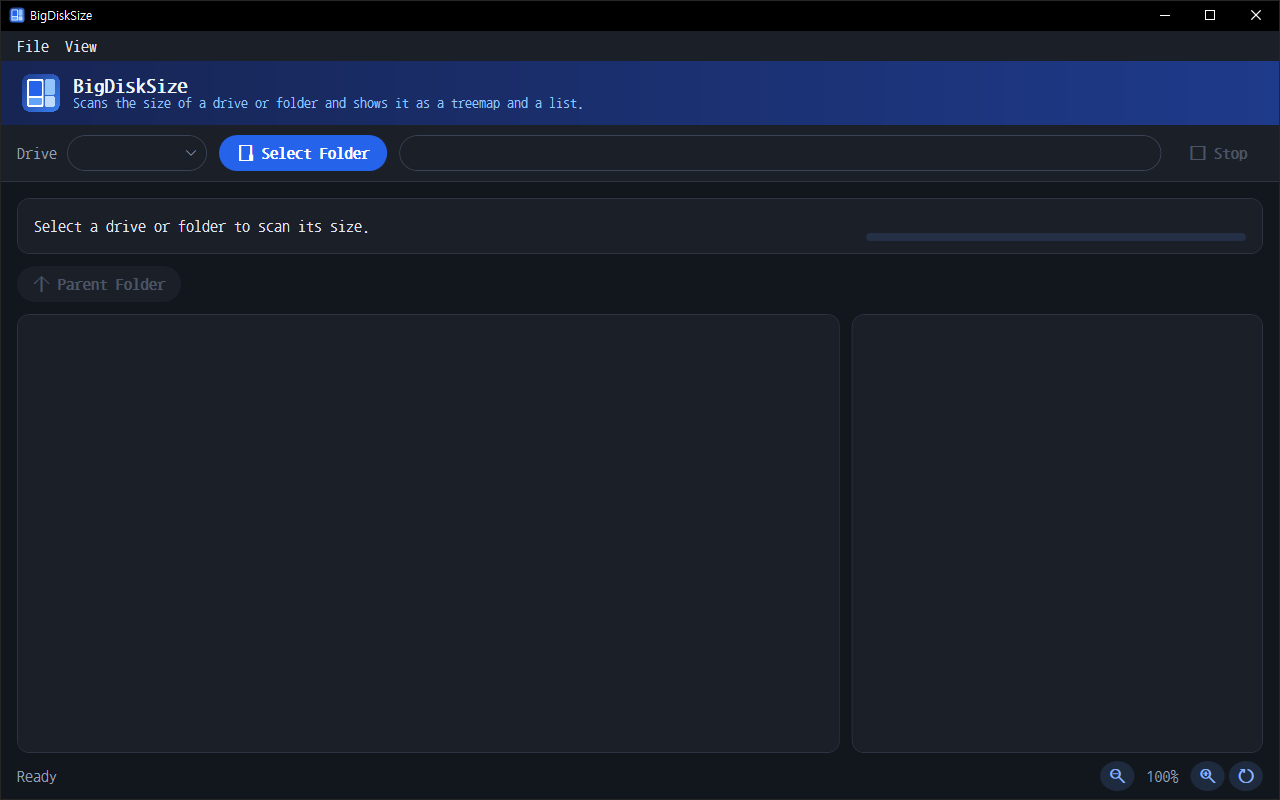 BigDiskSize
File View
BigDiskSize
Scans the size of a drive or folder and shows it as a treemap and a list.
Drive Select Folder Stop
Select a drive or folder to scan its size.
Parent Folder
Ready 100%